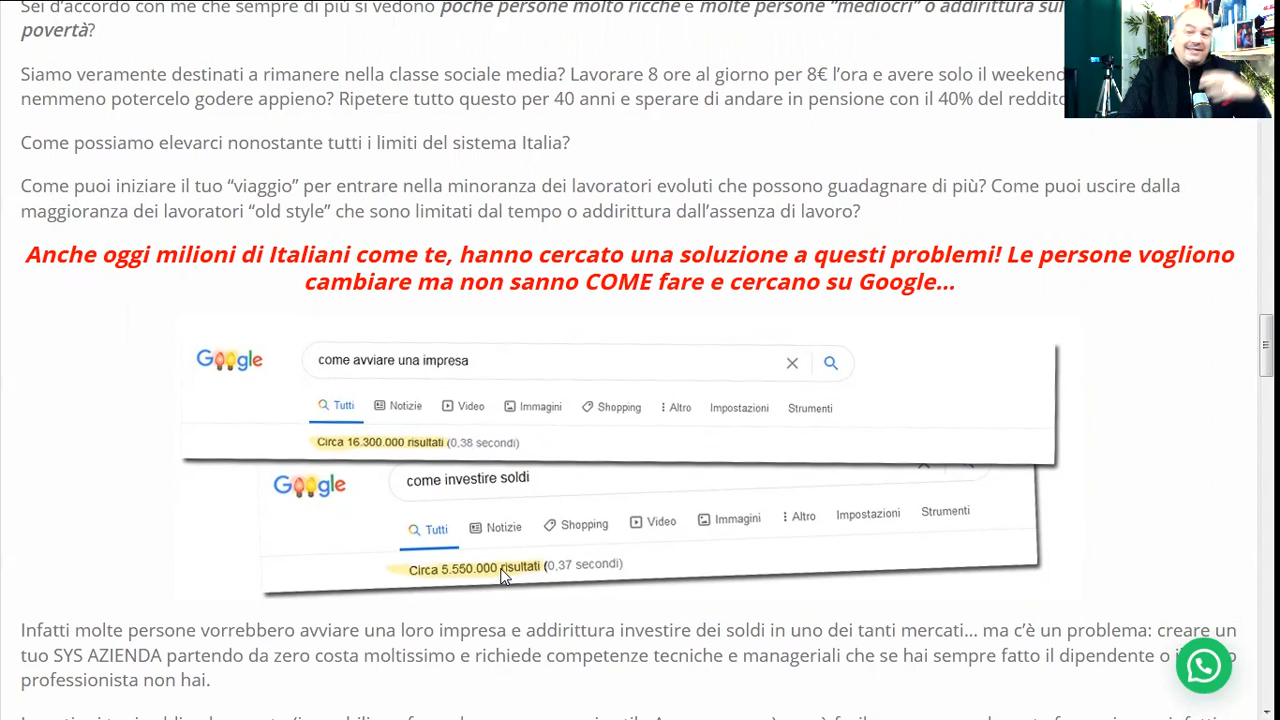 Sei d'accordo con me che sempre di più si vedono poche persone molto ricche e molte persone "mediocri" o addirittura
povertà?
Siamo veramente destinati a rimanere nella classe sociale media? Lavorare 8 ore al giorno per 8€ l'ora e avere solo il weekend
nemmeno potercelo godere appieno? Ripetere tutto questo per 40 anni e sperare di andare in pensione con il 40% del reddito
Come possiamo elevarci nonostante tutti i limiti del sistema Italia?
Come puoi iniziare il tuo "viaggio" per entrare nella minoranza dei lavoratori evoluti che possono guadagnare di più? Come puoi uscire dalla
maggioranza dei lavoratori "old style" che sono limitati dal tempo o addirittura dall'assenza di lavoro?
Anche oggi milioni di Italiani come te, hanno cercato una soluzione a questi problemi! Le persone vogliono
cambiare ma non sanno COME fare e cercano su Google...
Google come avviare una impresa
Tutti Notizie Video Immagini Shopping Altro Impostazioni Strumenti
Circa 16.300.000 risultati (0,38 secondi)
Google come investire soldi
Tutti Notizie Shopping Video Immagini Altro Impostazioni Strumenti
Circa 5.550.000 risultati (0,37 secondi)
Infatti molte persone vorrebbero avviare una loro impresa e addirittura investire dei soldi in uno dei tanti mercati... ma c'è un problema: creare un
tuo SYS AZIENDA partendo da zero costa moltissimo e richiede competenze tecniche e manageriali che se hai sempre fatto il dipendente o
professionista non hai.